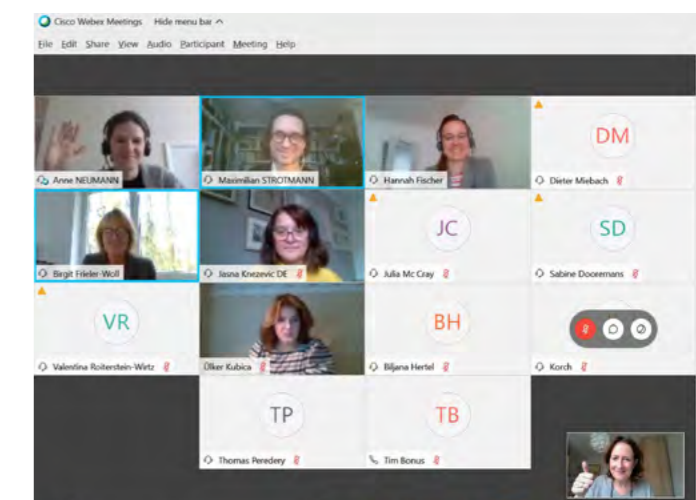 Cisco Webex Meetings Hide menu bar
File Edit Share View Audio Participant Meeting Help
DM
Anne NEUMANN
Maximilian STROTMANN
Hannah Fischer
Dieter Miebach
JC
SD
Birgit Frieler-Woll
Jasna Knezevic DE
Julia Mc Cray
Sabine Dooremans
VR
BH
Valentina Roiterstein-Wirtz
Ülker Kubica
Biljana Hertel
Korch
TP
TB
Thomas Peredery
Tim Bonus